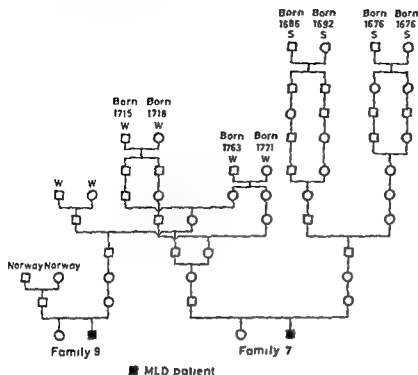 Born Born Born Born
1686 1692 1676 1676
S S S S
Born Born
1715 1718
W W
Born Born
1763 1771
W W
W W
Norway Norway
Family 9 Family 7
MLD patient